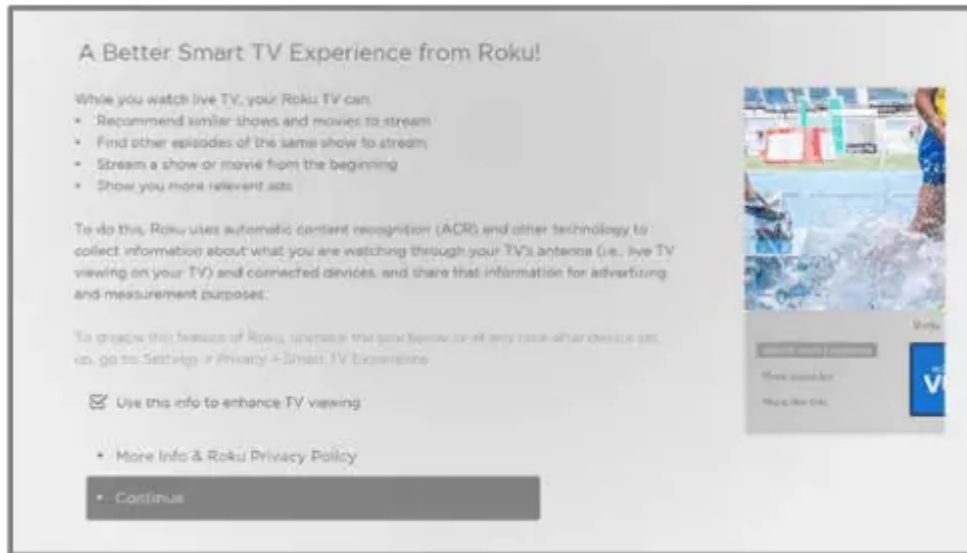 A Better Smart TV Experience from Roku!
While you watch live TV, your Roku TV can
• Recommend similar shows and movies to stream
• Find other episodes of the same show to stream
• Stream a show or movie from the beginning
• Show you more relevant ads
To do this, Roku uses automatic content recognition (ACR) and other technology to
collect information about what you are watching through your TV's antenna (i.e., live TV
viewing on your TV) and connected devices, and share that information for advertising
and measurement purposes.
To disable this feature of Roku, uncheck the box below or at any time after device set
up, go to: Settings > Privacy > Smart TV Experience
Use this info to enhance TV viewing
• More Info & Roku Privacy Policy
• Continue
More like this